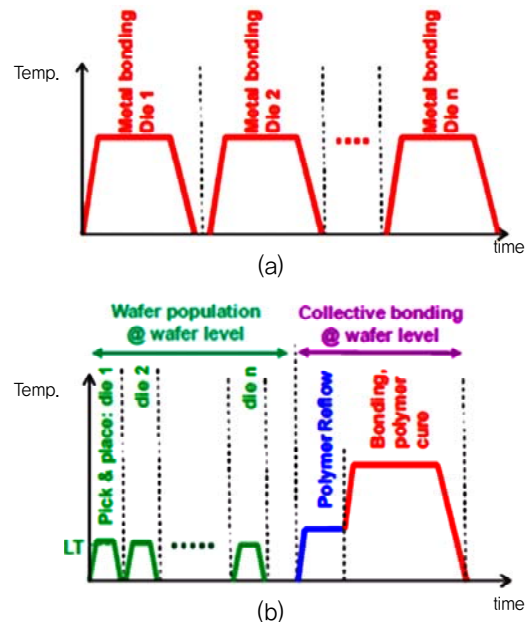 Temp.
Metal bonding
Die 1
Metal bonding
Die 2
Metal bonding
Die n
time
(a)
Wafer population
@ wafer level
Collective bonding
@ wafer level
Temp.
Pick & place: die 1
die 2
die n
Polymer Reflow
Bonding,
polymer
cure
LT
time
(b)